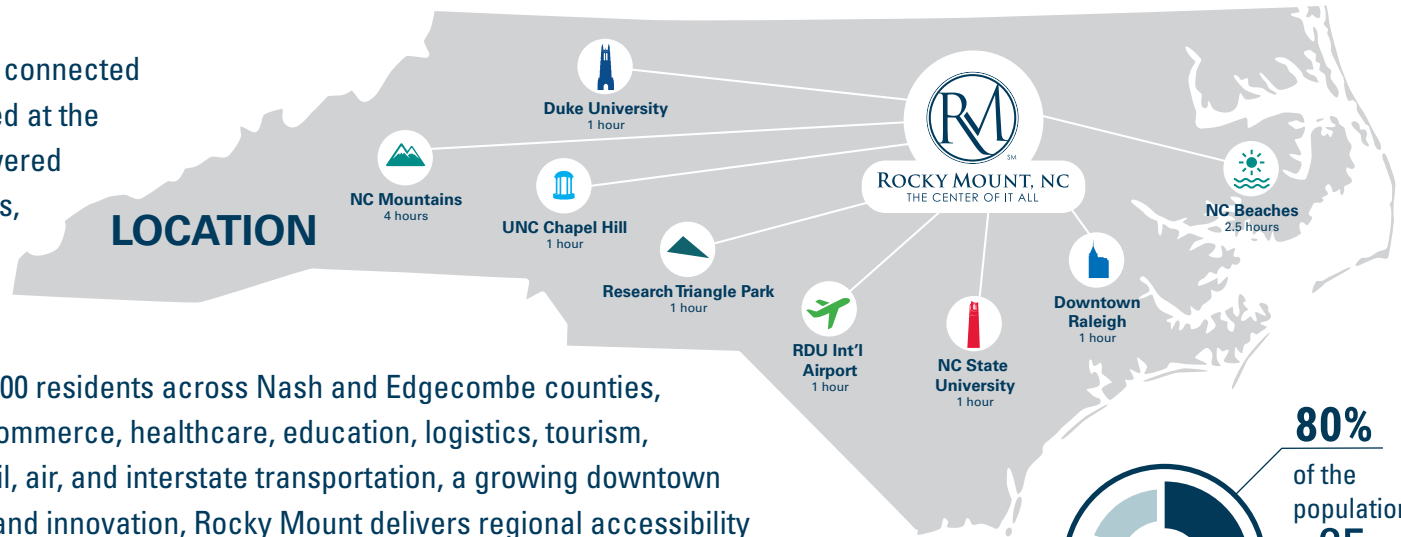 connected
ed at the
vered
s,
LOCATION
Duke University
1 hour
NC Mountains
4 hours
UNC Chapel Hill
1 hour
Research Triangle Park
1 hour
RDU Int'l
Airport
1 hour
NC State
University
1 hour
Downtown
Raleigh
1 hour
NC Beaches
2.5 hours
RM
SM
ROCKY MOUNT, NC
THE CENTER OF IT ALL
00 residents across Nash and Edgecombe counties,
ommerce, healthcare, education, logistics, tourism,
il, air, and interstate transportation, a growing downtown
and innovation, Rocky Mount delivers regional accessibility
80%
of the
population